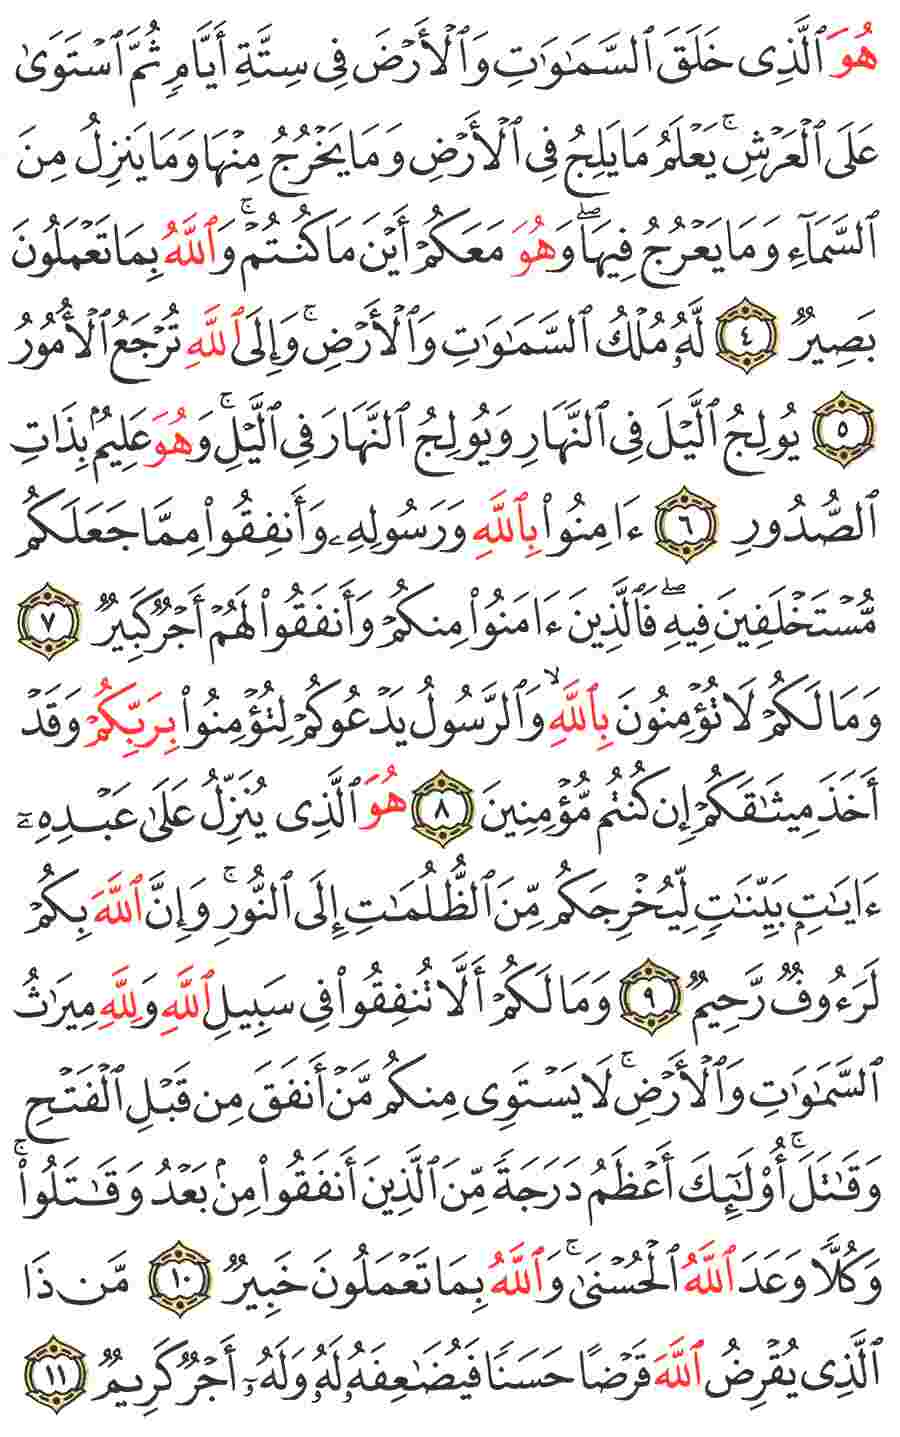 هُوَ ٱلَّذِى خَلَقَ ٱلسَّمَٰوَٰتِ وَٱلْأَرْضَ فِى سِتَّةِ أَيَّامٍ ثُمَّ ٱسْتَوَىٰ
عَلَى ٱلْعَرْشِ ۚ يَعْلَمُ مَا يَلِجُ فِى ٱلْأَرْضِ وَمَا يَخْرُجُ مِنْهَا وَمَا يَنزِلُ مِنَ
ٱلسَّمَآءِ وَمَا يَعْرُجُ فِيهَا ۖ وَهُوَ مَعَكُمْ أَيْنَ مَا كُنتُمْ ۚ وَٱللَّهُ بِمَا تَعْمَلُونَ
بَصِيرٌ ٤ لَّهُۥ مُلْكُ ٱلسَّمَٰوَٰتِ وَٱلْأَرْضِ ۚ وَإِلَى ٱللَّهِ تُرْجَعُ ٱلْأُمُورُ
٥ يُولِجُ ٱلَّيْلَ فِى ٱلنَّهَارِ وَيُولِجُ ٱلنَّهَارَ فِى ٱلَّيْلِ ۚ وَهُوَ عَلِيمٌۢ بِذَاتِ
ٱلصُّدُورِ ٦ ءَامِنُوا۟ بِٱللَّهِ وَرَسُولِهِۦ وَأَنفِقُوا۟ مِمَّا جَعَلَكُم
مُّسْتَخْلَفِينَ فِيهِ ۖ فَٱلَّذِينَ ءَامَنُوا۟ مِنكُمْ وَأَنفَقُوا۟ لَهُمْ أَجْرٌ كَبِيرٌ ٧
وَمَا لَكُمْ لَا تُؤْمِنُونَ بِٱللَّهِ ۙ وَٱلرَّسُولُ يَدْعُوكُمْ لِتُؤْمِنُوا۟ بِرَبِّكُمْ وَقَدْ
أَخَذَ مِيثَٰقَكُمْ إِن كُنتُم مُّؤْمِنِينَ ٨ هُوَ ٱلَّذِى يُنَزِّلُ عَلَىٰ عَبْدِهِۦٓ
ءَايَٰتٍۭ بَيِّنَٰتٍ لِّيُخْرِجَكُم مِّنَ ٱلظُّلُمَٰتِ إِلَى ٱلنُّورِ ۚ وَإِنَّ ٱللَّهَ بِكُمْ
لَرَءُوفٌ رَّحِيمٌ ٩ وَمَا لَكُمْ أَلَّا تُنفِقُوا۟ فِى سَبِيلِ ٱللَّهِ وَلِلَّهِ مِيرَٰثُ
ٱلسَّمَٰوَٰتِ وَٱلْأَرْضِ ۚ لَا يَسْتَوِى مِنكُم مَّنْ أَنفَقَ مِن قَبْلِ ٱلْفَتْحِ
وَقَٰتَلَ ۚ أُو۟لَٰٓئِكَ أَعْظَمُ دَرَجَةً مِّنَ ٱلَّذِينَ أَنفَقُوا۟ مِنۢ بَعْدُ وَقَٰتَلُوا۟ ۚ
وَكُلًّا وَعَدَ ٱللَّهُ ٱلْحُسْنَىٰ ۚ وَٱللَّهُ بِمَا تَعْمَلُونَ خَبِيرٌ ١٠ مَّن ذَا
ٱلَّذِى يُقْرِضُ ٱللَّهَ قَرْضًا حَسَنًا فَيُضَٰعِفَهُۥ لَهُۥ وَلَهُۥٓ أَجْرٌ كَرِيمٌ ١١